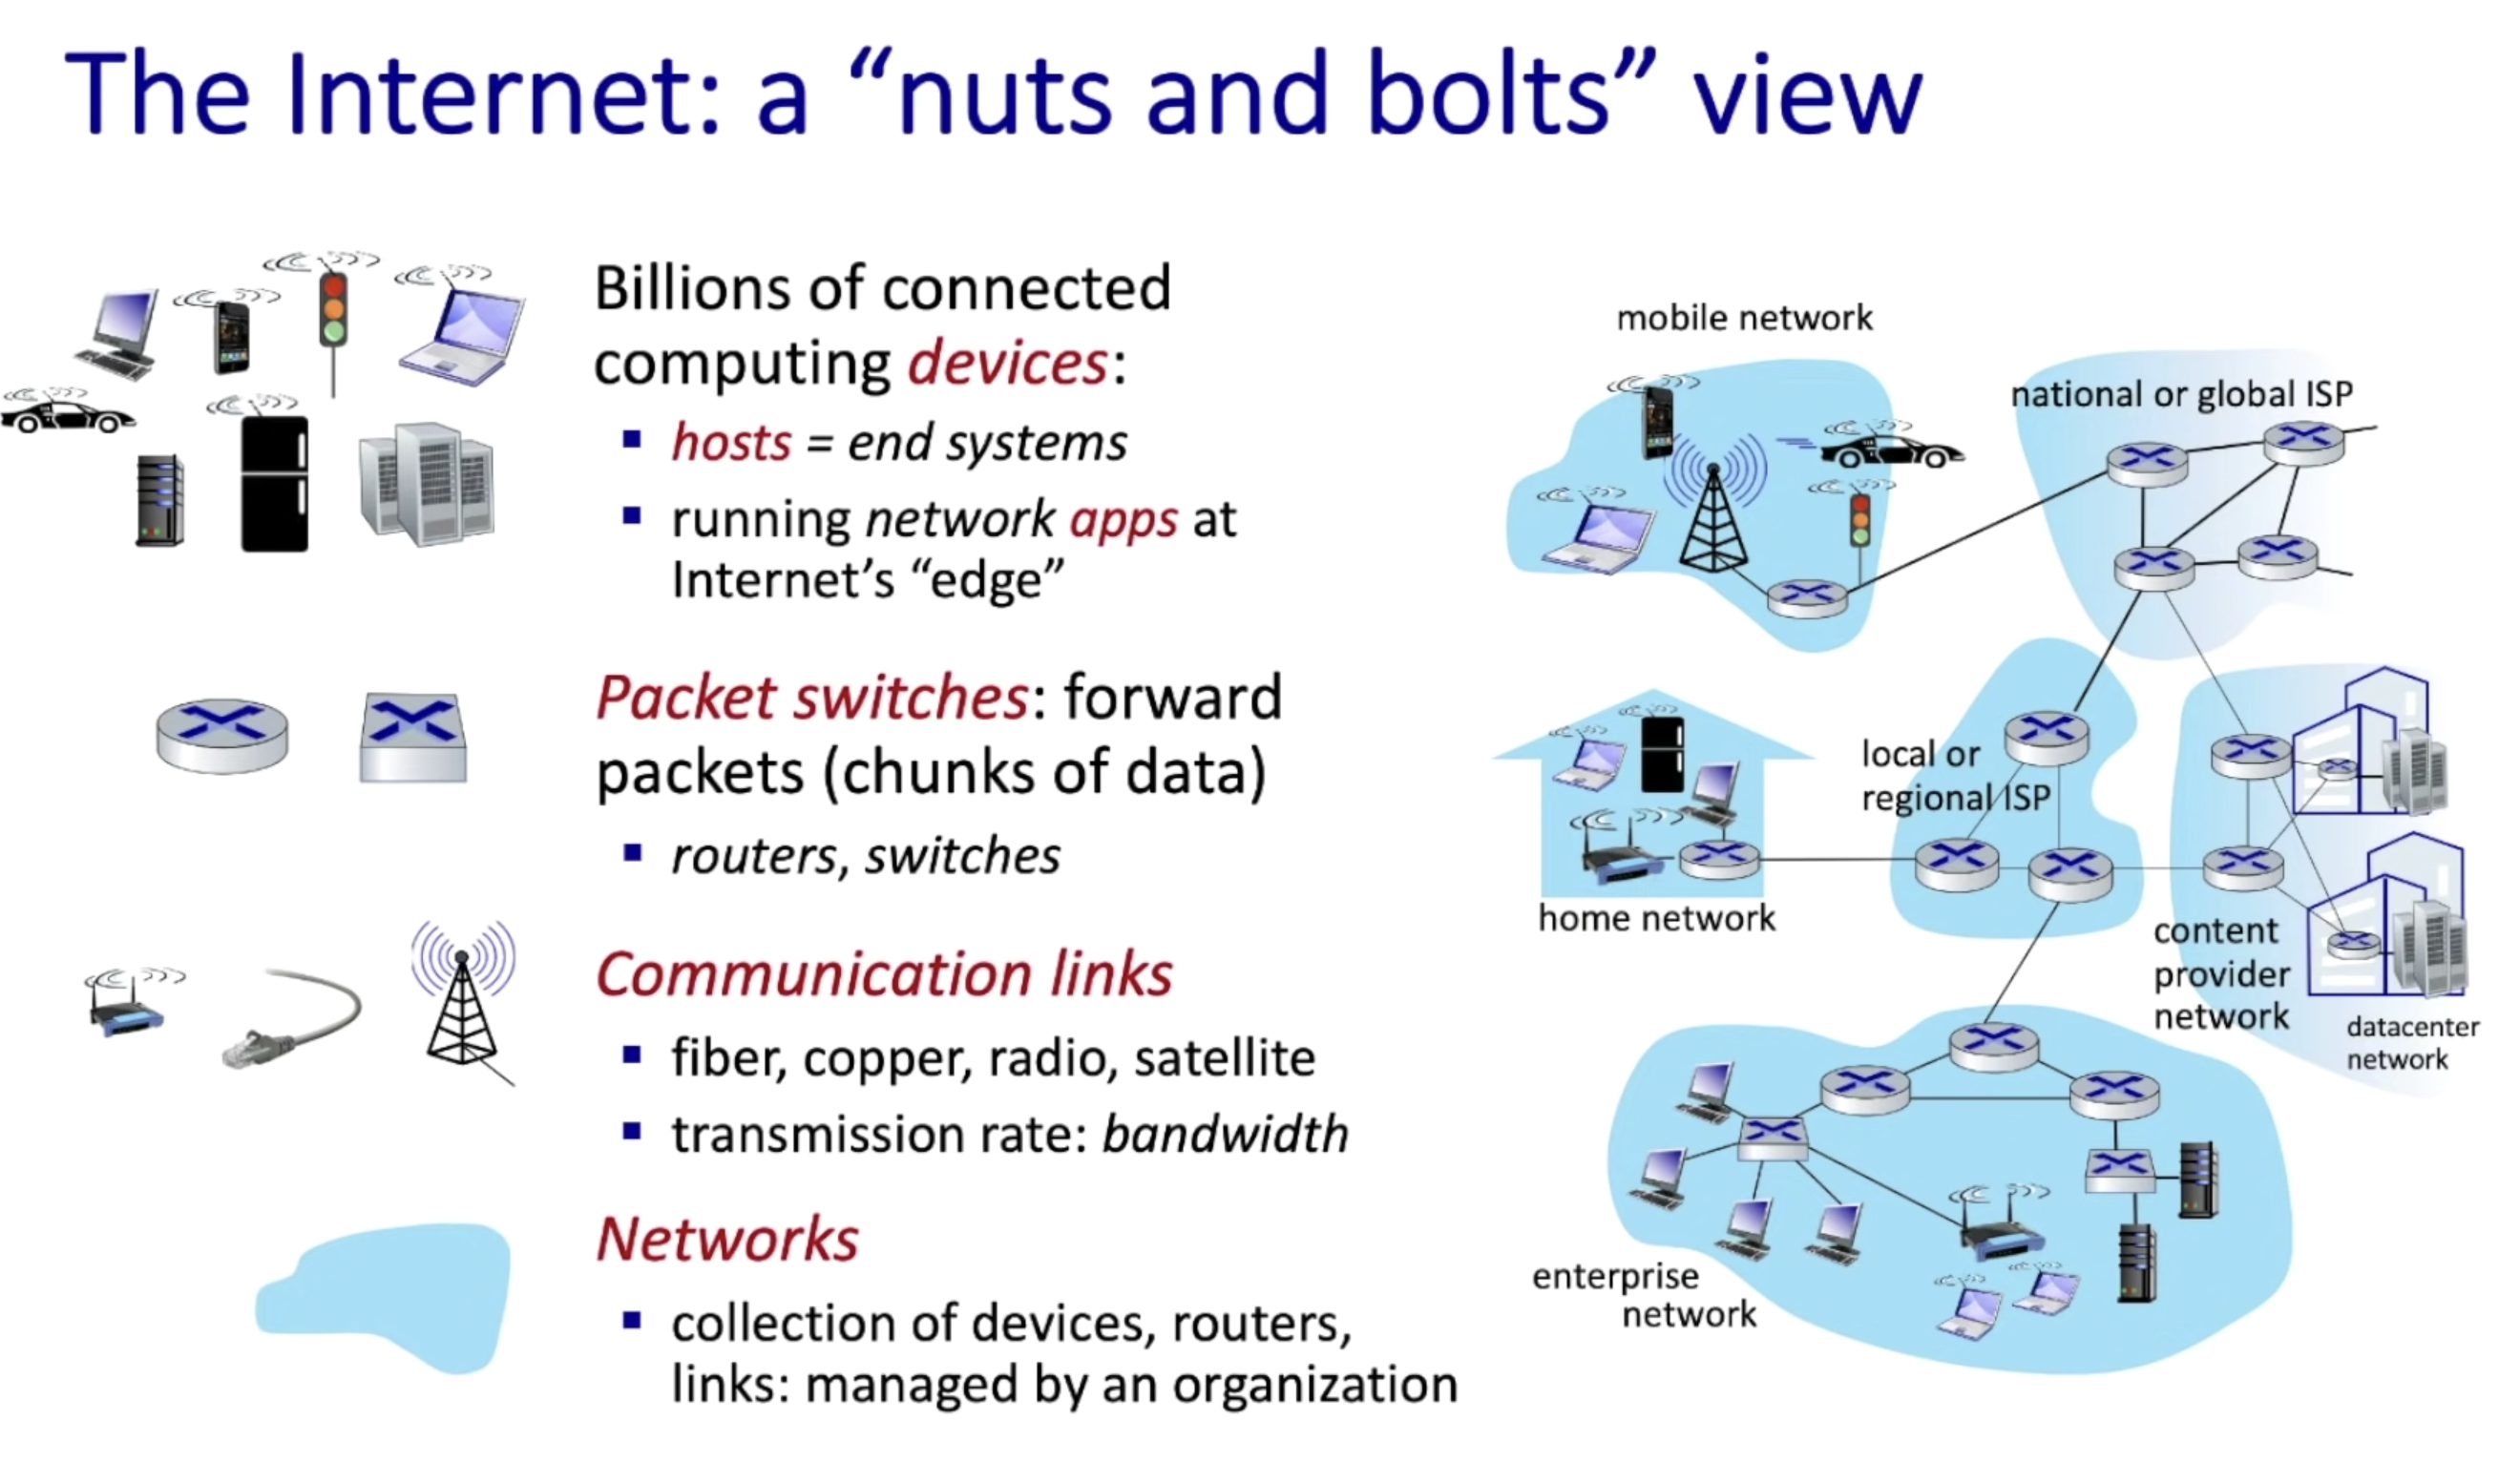 The Internet: a “nuts and bolts” view
Billions of connected
computing devices:
▪ hosts = end systems
▪ running network apps at
Internet’s “edge”
Packet switches: forward
packets (chunks of data)
▪ routers, switches
Communication links
▪ fiber, copper, radio, satellite
▪ transmission rate: bandwidth
Networks
▪ collection of devices, routers,
links: managed by an organization
mobile network
national or global ISP
local or
regional ISP
home network
content
provider
network
datacenter
network
enterprise
network